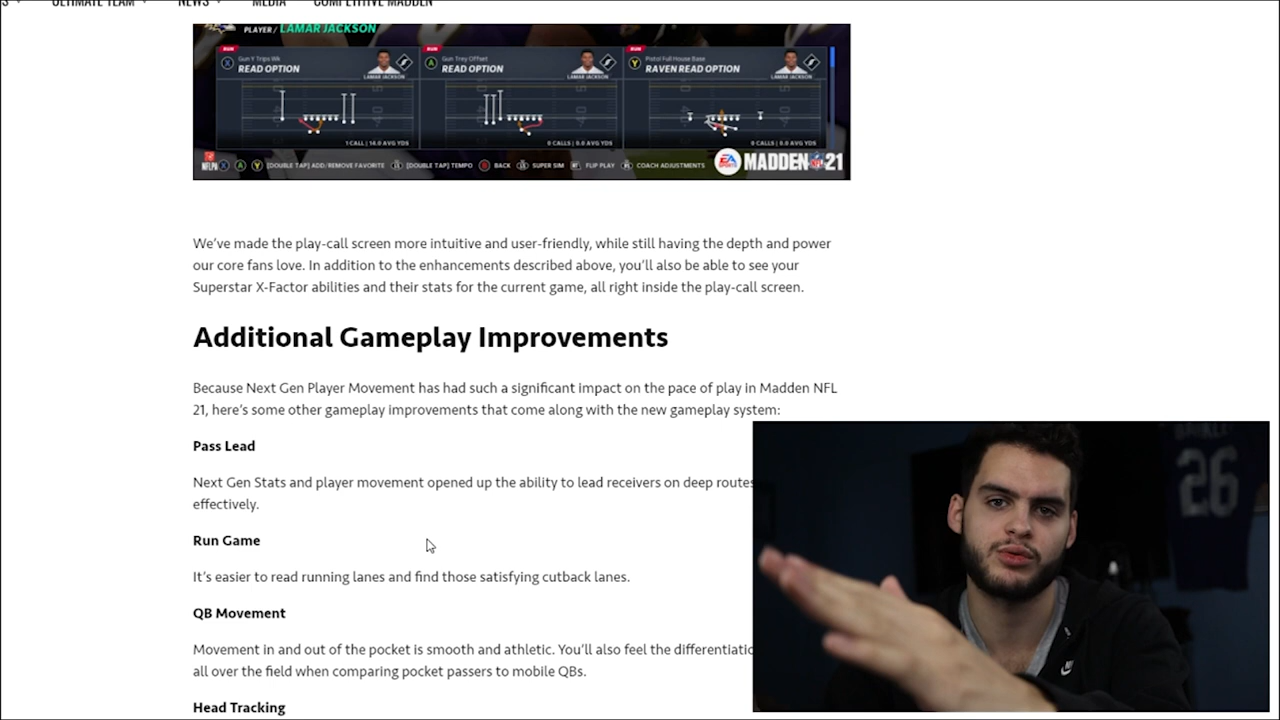 ULTIMATE TEAM
NEWS
MEDIA
COMPETITIVE MADDEN
PLAYER / LAMAR JACKSON
RUN
RUN
RUN
X Gun Y Trips Wk
READ OPTION
LAMAR JACKSON
A Gun Trey Offset
READ OPTION
LAMAR JACKSON
Y Pistol Full House Base
RAVEN READ OPTION
LAMAR JACKSON
1 CALL | 14.0 AVG YDS
0 CALLS | 0.0 AVG YDS
0 CALLS | 0.0 AVG YDS
NFLPA X A Y [DOUBLE TAP] ADD/REMOVE FAVORITE [DOUBLE TAP] TEMPO B BACK SUPER SIM FLIP PLAY COACH ADJUSTMENTS EA SPORTS MADDEN NFL 21
We've made the play-call screen more intuitive and user-friendly, while still having the depth and power
our core fans love. In addition to the enhancements described above, you'll also be able to see your
Superstar X-Factor abilities and their stats for the current game, all right inside the play-call screen.
Additional Gameplay Improvements
Because Next Gen Player Movement has had such a significant impact on the pace of play in Madden NFL
21, here's some other gameplay improvements that come along with the new gameplay system:
Pass Lead
Next Gen Stats and player movement opened up the ability to lead receivers on deep routes
effectively.
Run Game
It's easier to read running lanes and find those satisfying cutback lanes.
QB Movement
Movement in and out of the pocket is smooth and athletic. You'll also feel the differentiatio
all over the field when comparing pocket passers to mobile QBs.
Head Tracking
26